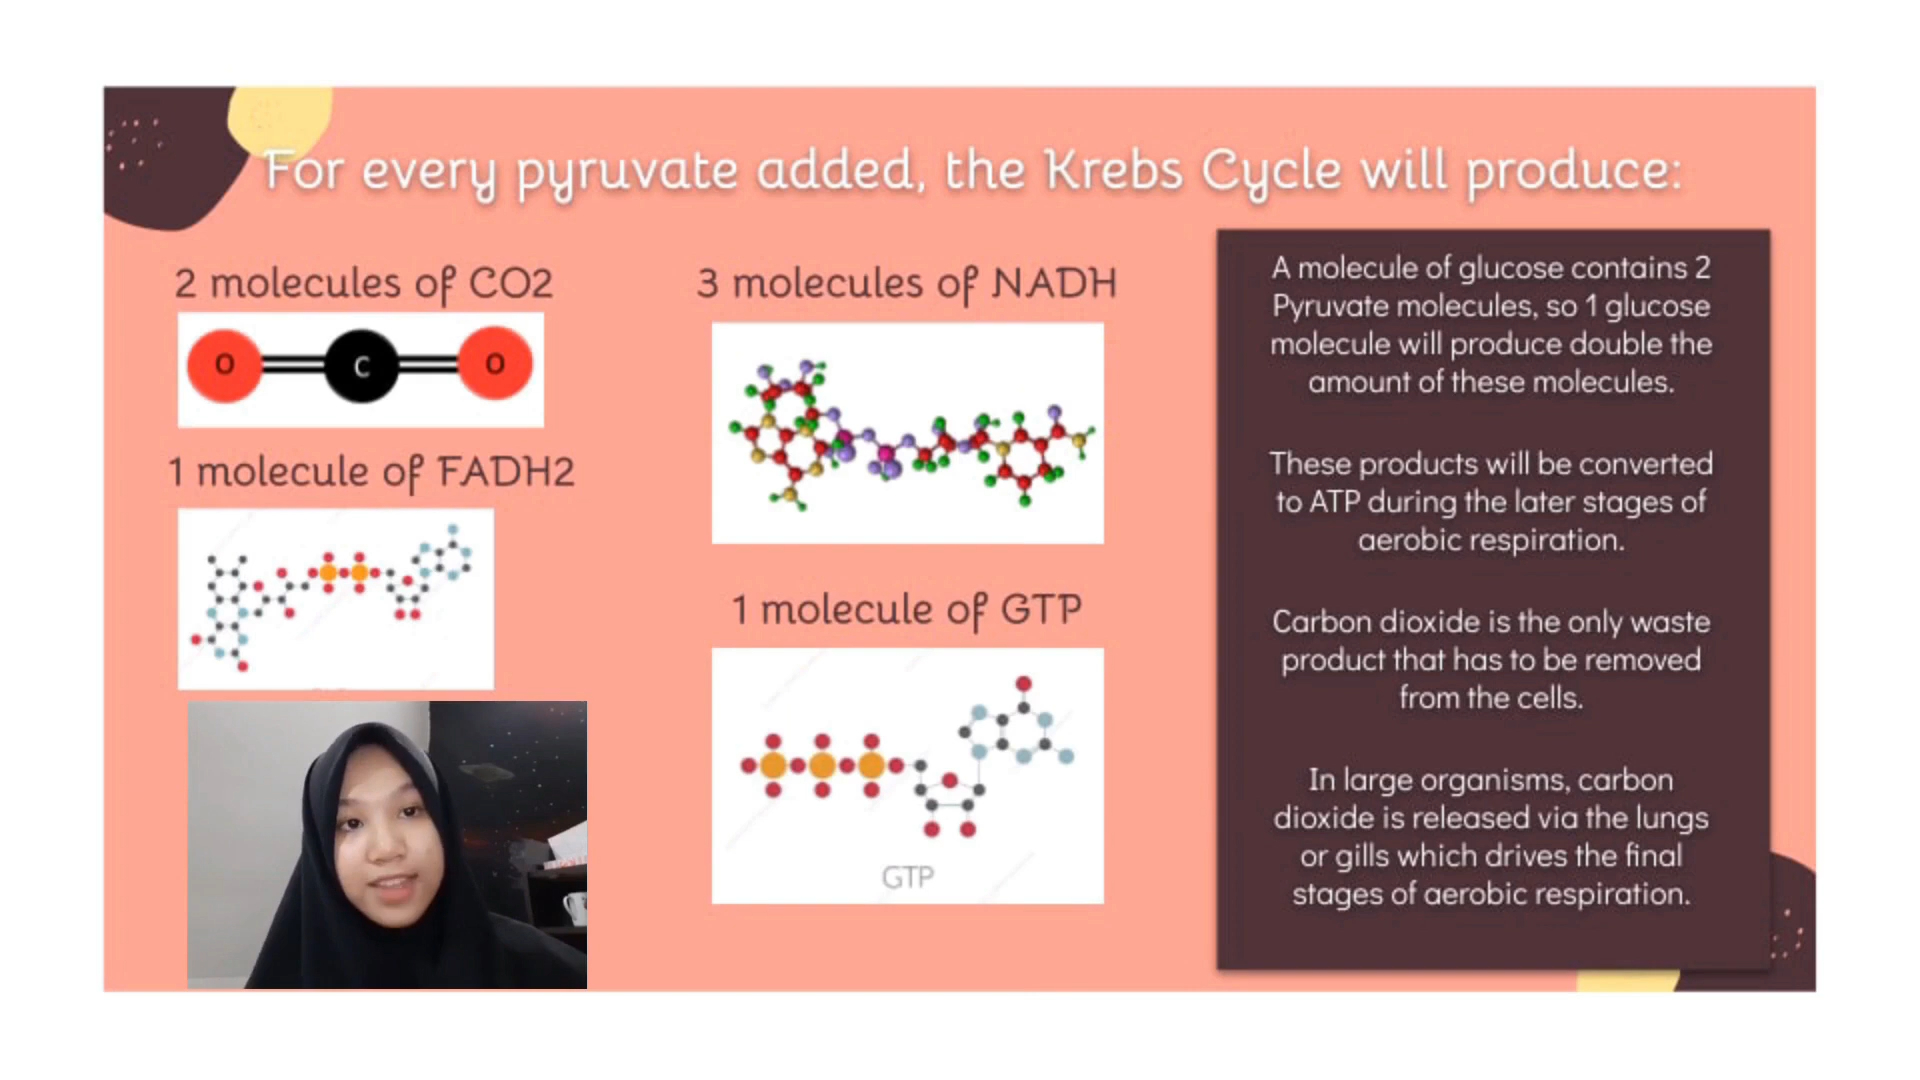 For every pyruvate added, the Krebs Cycle will produce:
2 molecules of CO2
O C O
1 molecule of FADH2
3 molecules of NADH
1 molecule of GTP
GTP
A molecule of glucose contains 2
Pyruvate molecules, so 1 glucose
molecule will produce double the
amount of these molecules.
These products will be converted
to ATP during the later stages of
aerobic respiration.
Carbon dioxide is the only waste
product that has to be removed
from the cells.
In large organisms, carbon
dioxide is released via the lungs
or gills which drives the final
stages of aerobic respiration.